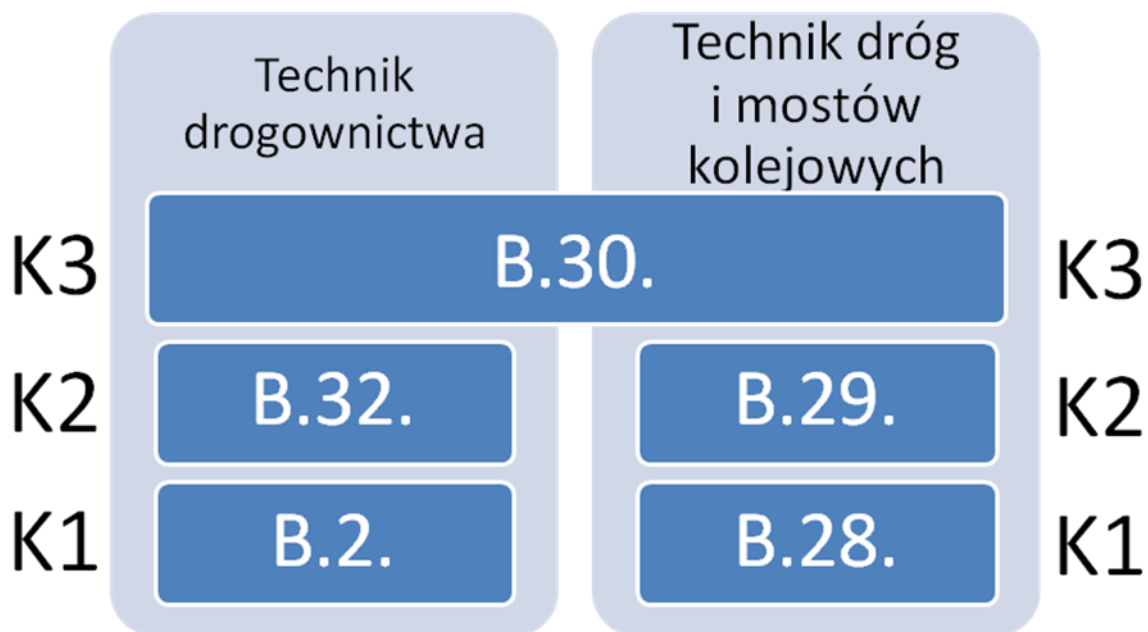 Technik
drogownictwa
Technik dróg
i mostów
kolejowych
K3 B.30. K3
K2 B.32. B.29. K2
K1 B.2. B.28. K1